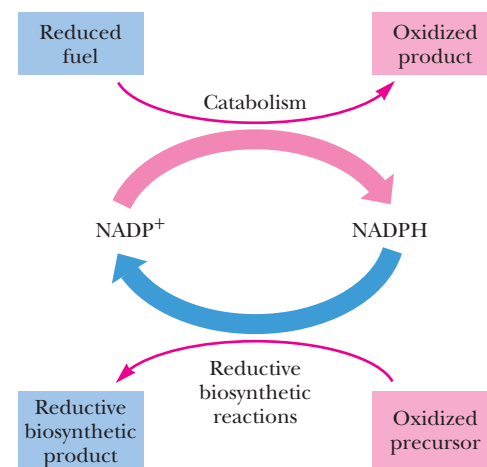 Reduced
fuel
Oxidized
product
Catabolism
NADP+
NADPH
Reductive
biosynthetic
reactions
Reductive
biosynthetic
product
Oxidized
precursor